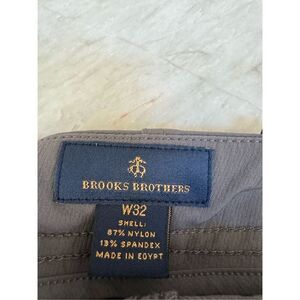 BROOKS BROTHERS
W32
SHELL:
87% NYLON
13% SPANDEX
MADE IN EGYPT